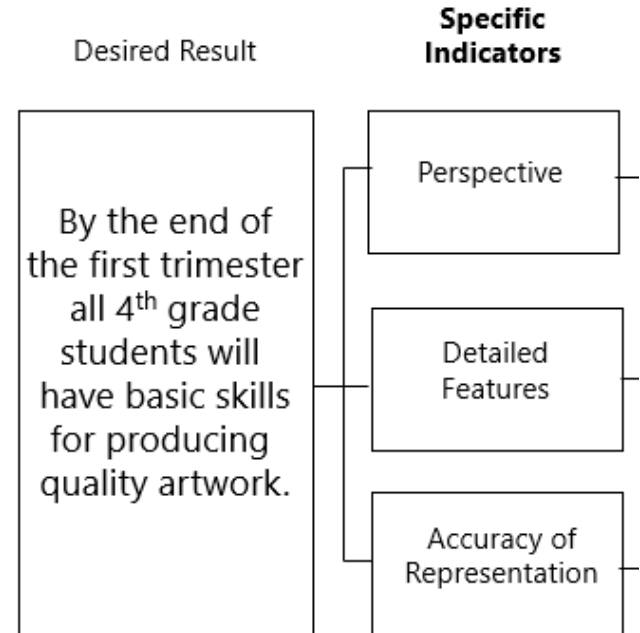 Desired Result
Specific
Indicators
By the end of
the first trimester
all 4th grade
students will
have basic skills
for producing
quality artwork.
Perspective
Detailed
Features
Accuracy of
Representation